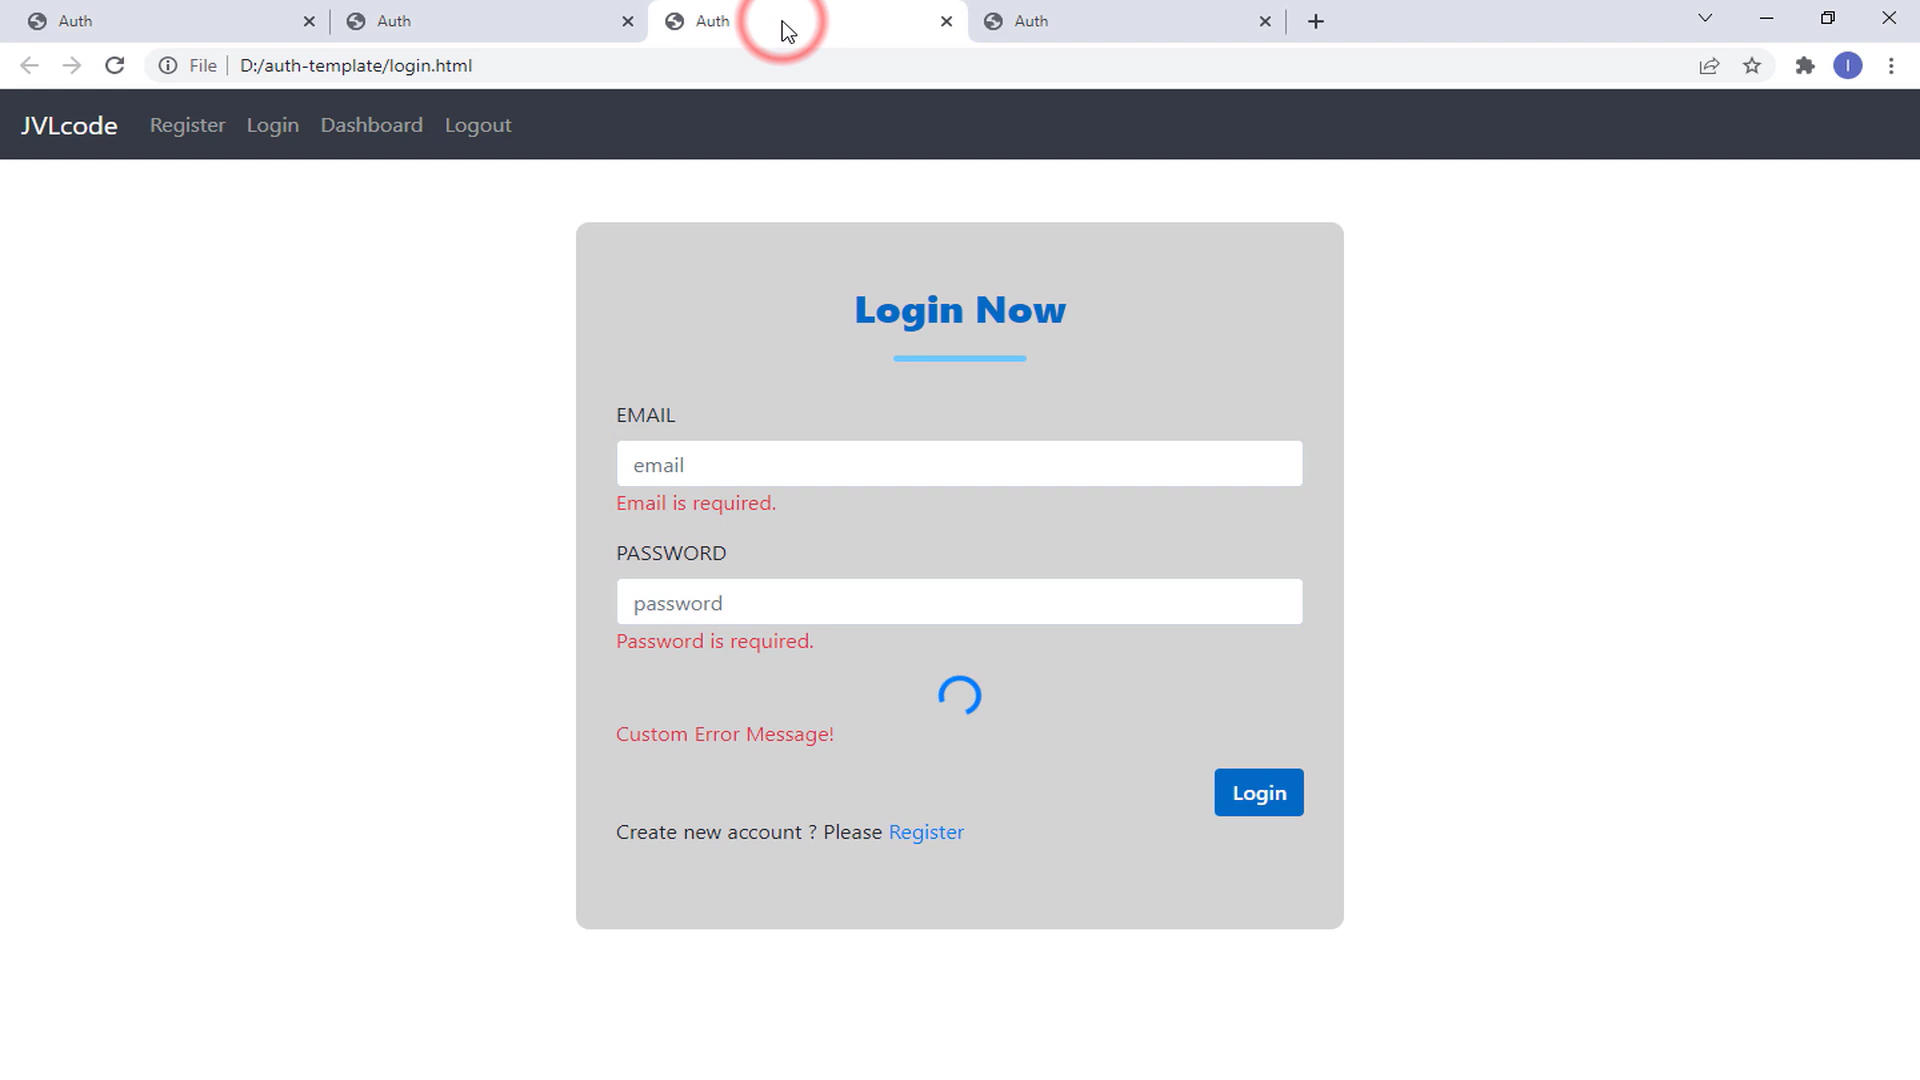 Auth Auth Auth Auth
File D:/auth-template/login.html I
JVLcode Register Login Dashboard Logout
Login Now
EMAIL
email
Email is required.
PASSWORD
password
Password is required.
Custom Error Message!
Login
Create new account ? Please Register